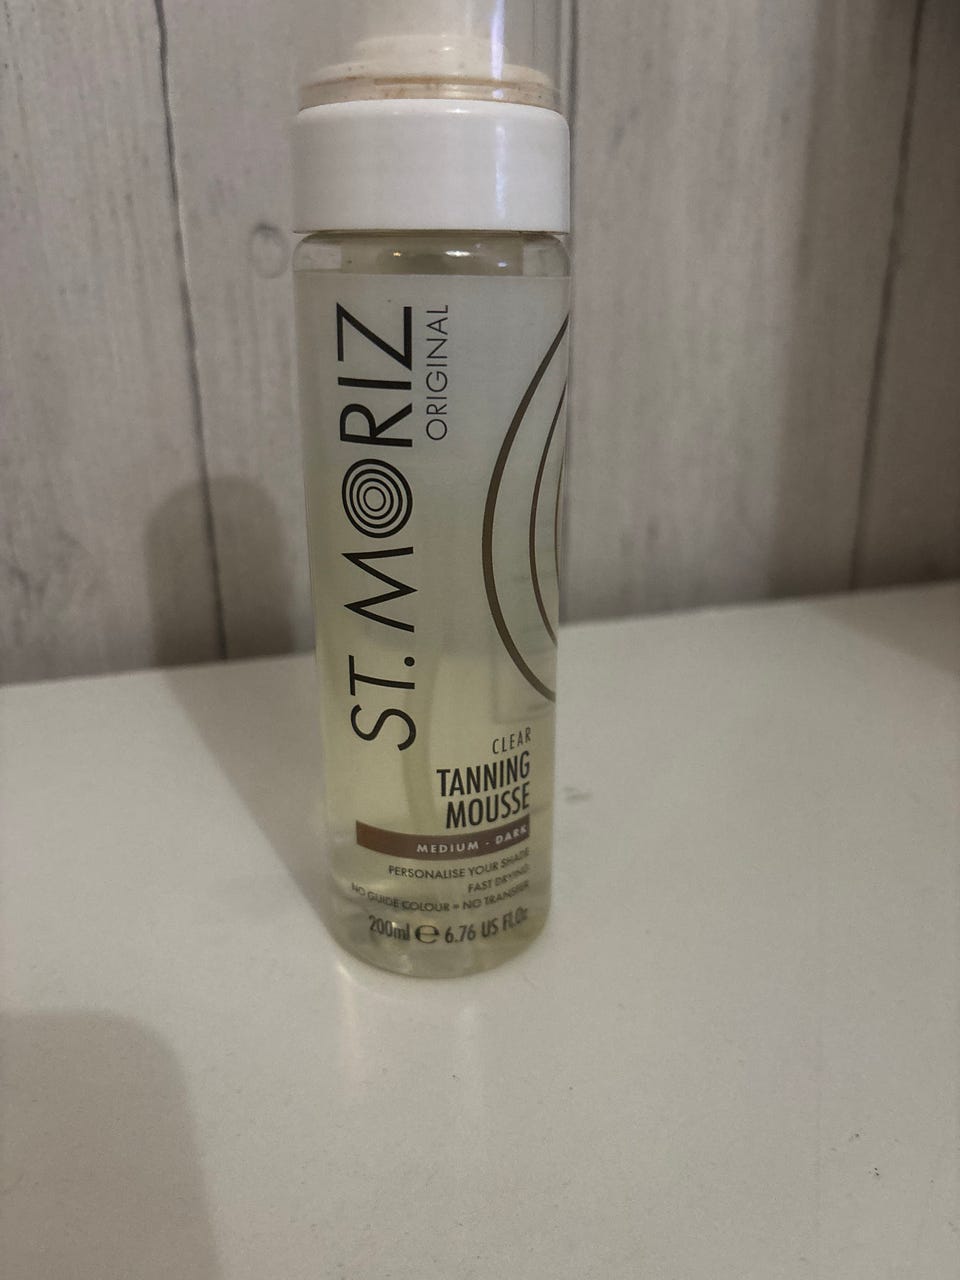 ST. MORIZ
ORIGINAL
CLEAR
TANNING
MOUSSE
MEDIUM - DARK
PERSONALISE YOUR SHADE
FAST DRYING
NO GUIDE COLOUR = NO TRANSFER
200ml ℮ 6.76 US Fl.Oz